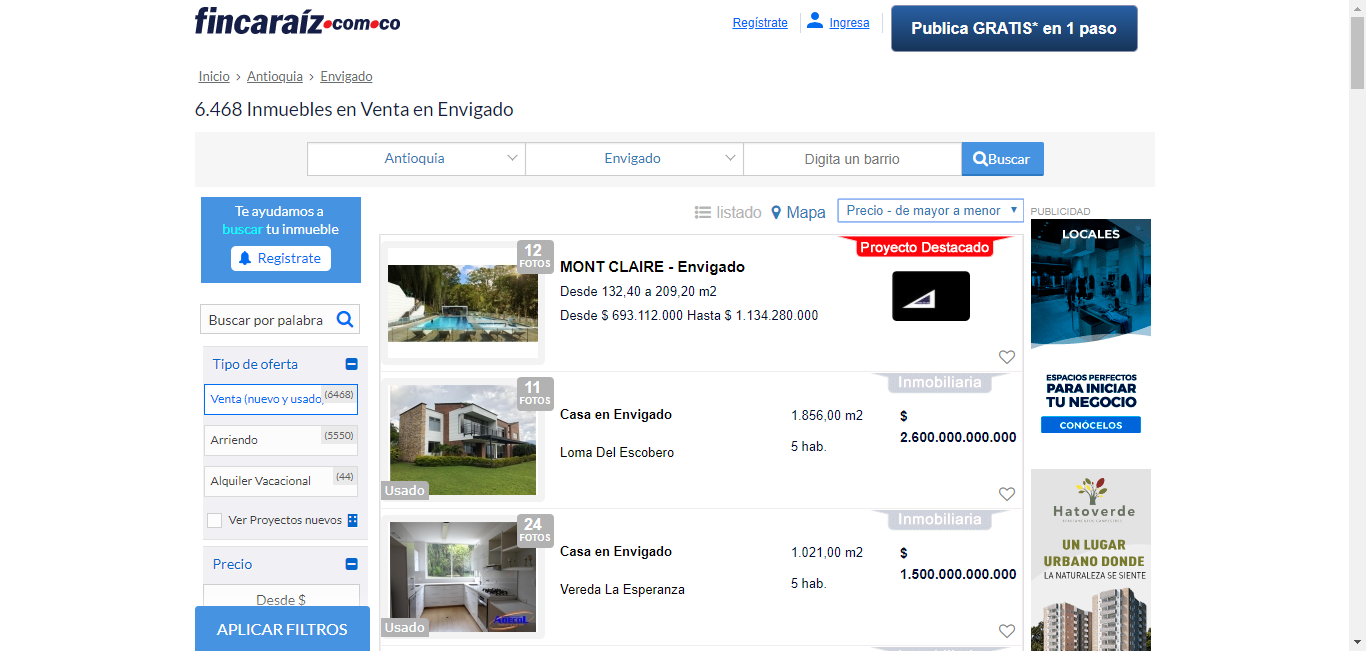 fincaraíz.com.co
Regístrate
Ingresa
Publica GRATIS* en 1 paso
Inicio › Antioquia › Envigado
6.468 Inmuebles en Venta en Envigado
Antioquia
Envigado
Digita un barrio
Buscar
Te ayudamos a
buscar tu inmueble
Registrate
Buscar por palabra
Tipo de oferta
Venta (nuevo y usado)
(6468)
Arriendo
(5550)
Alquiler Vacacional
(44)
Ver Proyectos nuevos
Precio
Desde $
APLICAR FILTROS
listado
Mapa
Precio - de mayor a menor
12
FOTOS
MONT CLAIRE - Envigado
Desde 132,40 a 209,20 m2
Desde $ 693.112.000 Hasta $ 1.134.280.000
Proyecto Destacado
11
FOTOS
Usado
Casa en Envigado
Loma Del Escobero
1.856,00 m2
5 hab.
Inmobiliaria
$
2.600.000.000.000
24
FOTOS
Usado
Casa en Envigado
Vereda La Esperanza
1.021,00 m2
5 hab.
Inmobiliaria
$
1.500.000.000.000
Inmobiliaria
PUBLICIDAD
LOCALES
ESPACIOS PERFECTOS
PARA INICIAR
TU NEGOCIO
CONÓCELOS
Hatoverde
UN LUGAR
URBANO DONDE
LA NATURALEZA SE SIENTE